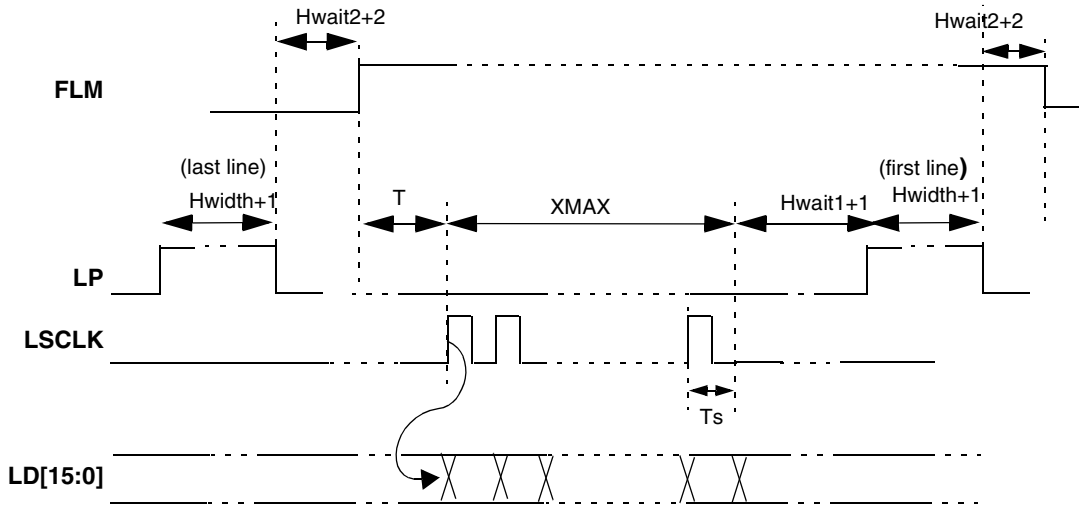 Hwait2+2
Hwait2+2
FLM
(last line)
Hwidth+1
T
XMAX
Hwait1+1
(first line)
Hwidth+1
LP
LSCLK
Ts
LD[15:0]